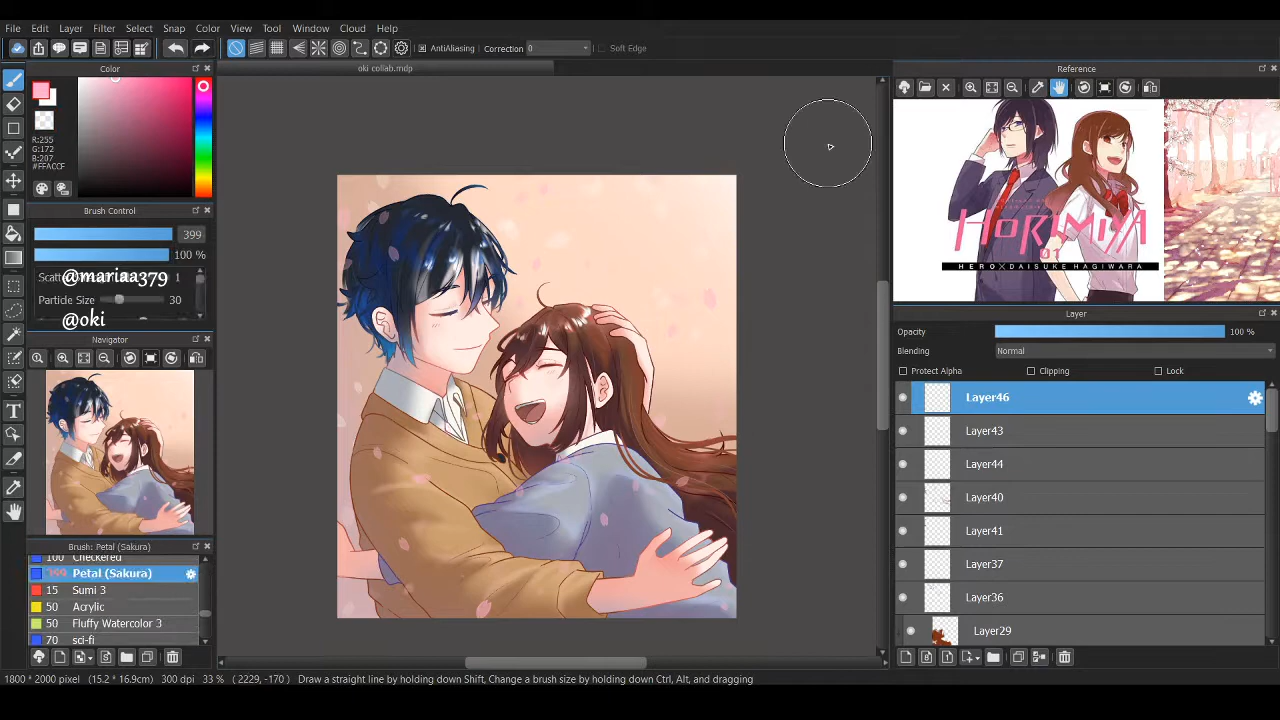 File Edit Layer Filter Select Snap Color View Tool Window Cloud Help
AntiAliasing Correction 0 Soft Edge
oki collab.mdp
Color
R:255
G:172
B:207
#FFACCF
Brush Control
399
100 %
1
@mariaa379
Particle Size 30
@oki
Navigator
Brush: Petal (Sakura)
100 Checkered
399 Petal (Sakura)
15 Sumi 3
50 Acrylic
50 Fluffy Watercolor 3
70 sci-fi
Reference
HORIMIYA
01
HERO×DAISUKE HAGIWARA
Layer
Opacity 100 %
Blending Normal
Protect Alpha Clipping Lock
Layer46
Layer43
Layer44
Layer40
Layer41
Layer37
Layer36
Layer29
1800 * 2000 pixel (15.2 * 16.9cm) 300 dpi 33 % ( 2229, -170 ) Draw a straight line by holding down Shift, Change a brush size by holding down Ctrl, Alt, and dragging